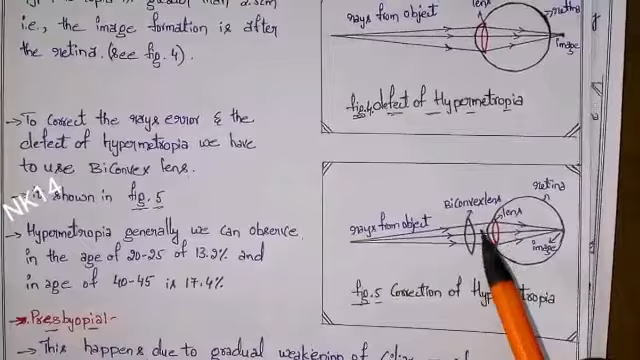 i.e., the image formation is after
the retina. (see fig. 4)
→ To correct the rays error & the
defect of hypermetropia we have
to use BiConvex lens.
shown in fig. 5
NK14
→ Hypermetropia generally we can observe
in the age of 20-25 of 13.2% and
in age of 40-45 is 17.4%
→ Presbyopial-
→ This happens due to gradual weakening of
rays from object
lens
retina
image
fig.4. defect of Hypermetropia
BiConvex lens
lens
retina
rays from object
image
fig.5 Correction of Hypermetropia